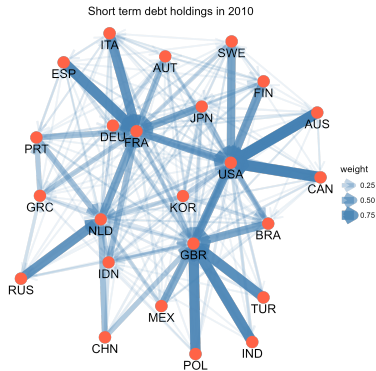 Short term debt holdings in 2010
ITA
SWE
ESP
AUT
FIN
JPN
AUS
DEU
FRA
PRT
USA
CAN
weight
0.25
0.50
0.75
GRC
KOR
NLD
BRA
GBR
IDN
RUS
MEX
TUR
CHN
IND
POL